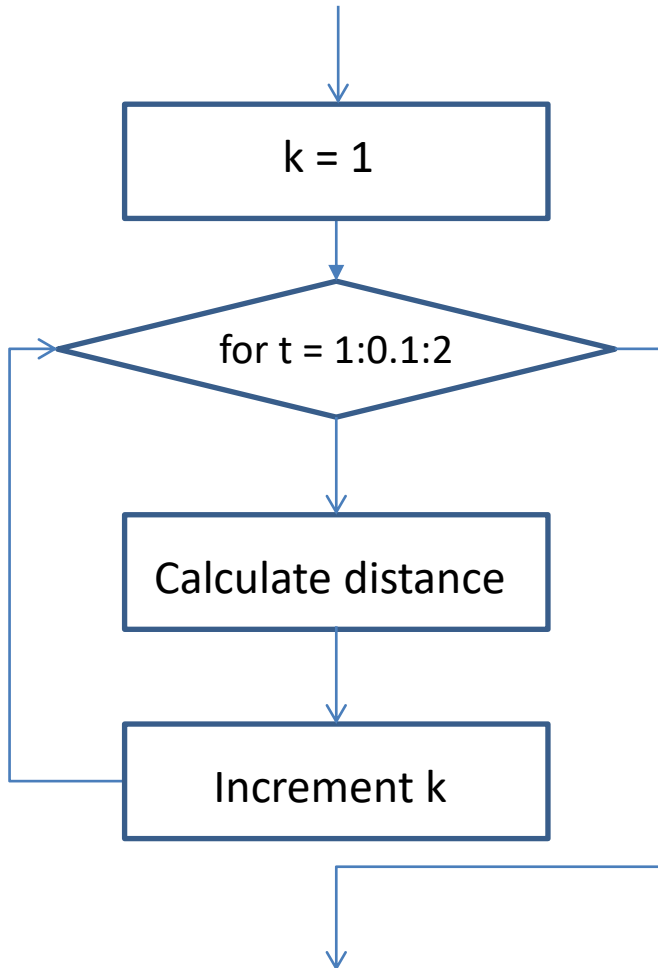 k = 1
for t = 1:0.1:2
Calculate distance
Increment k